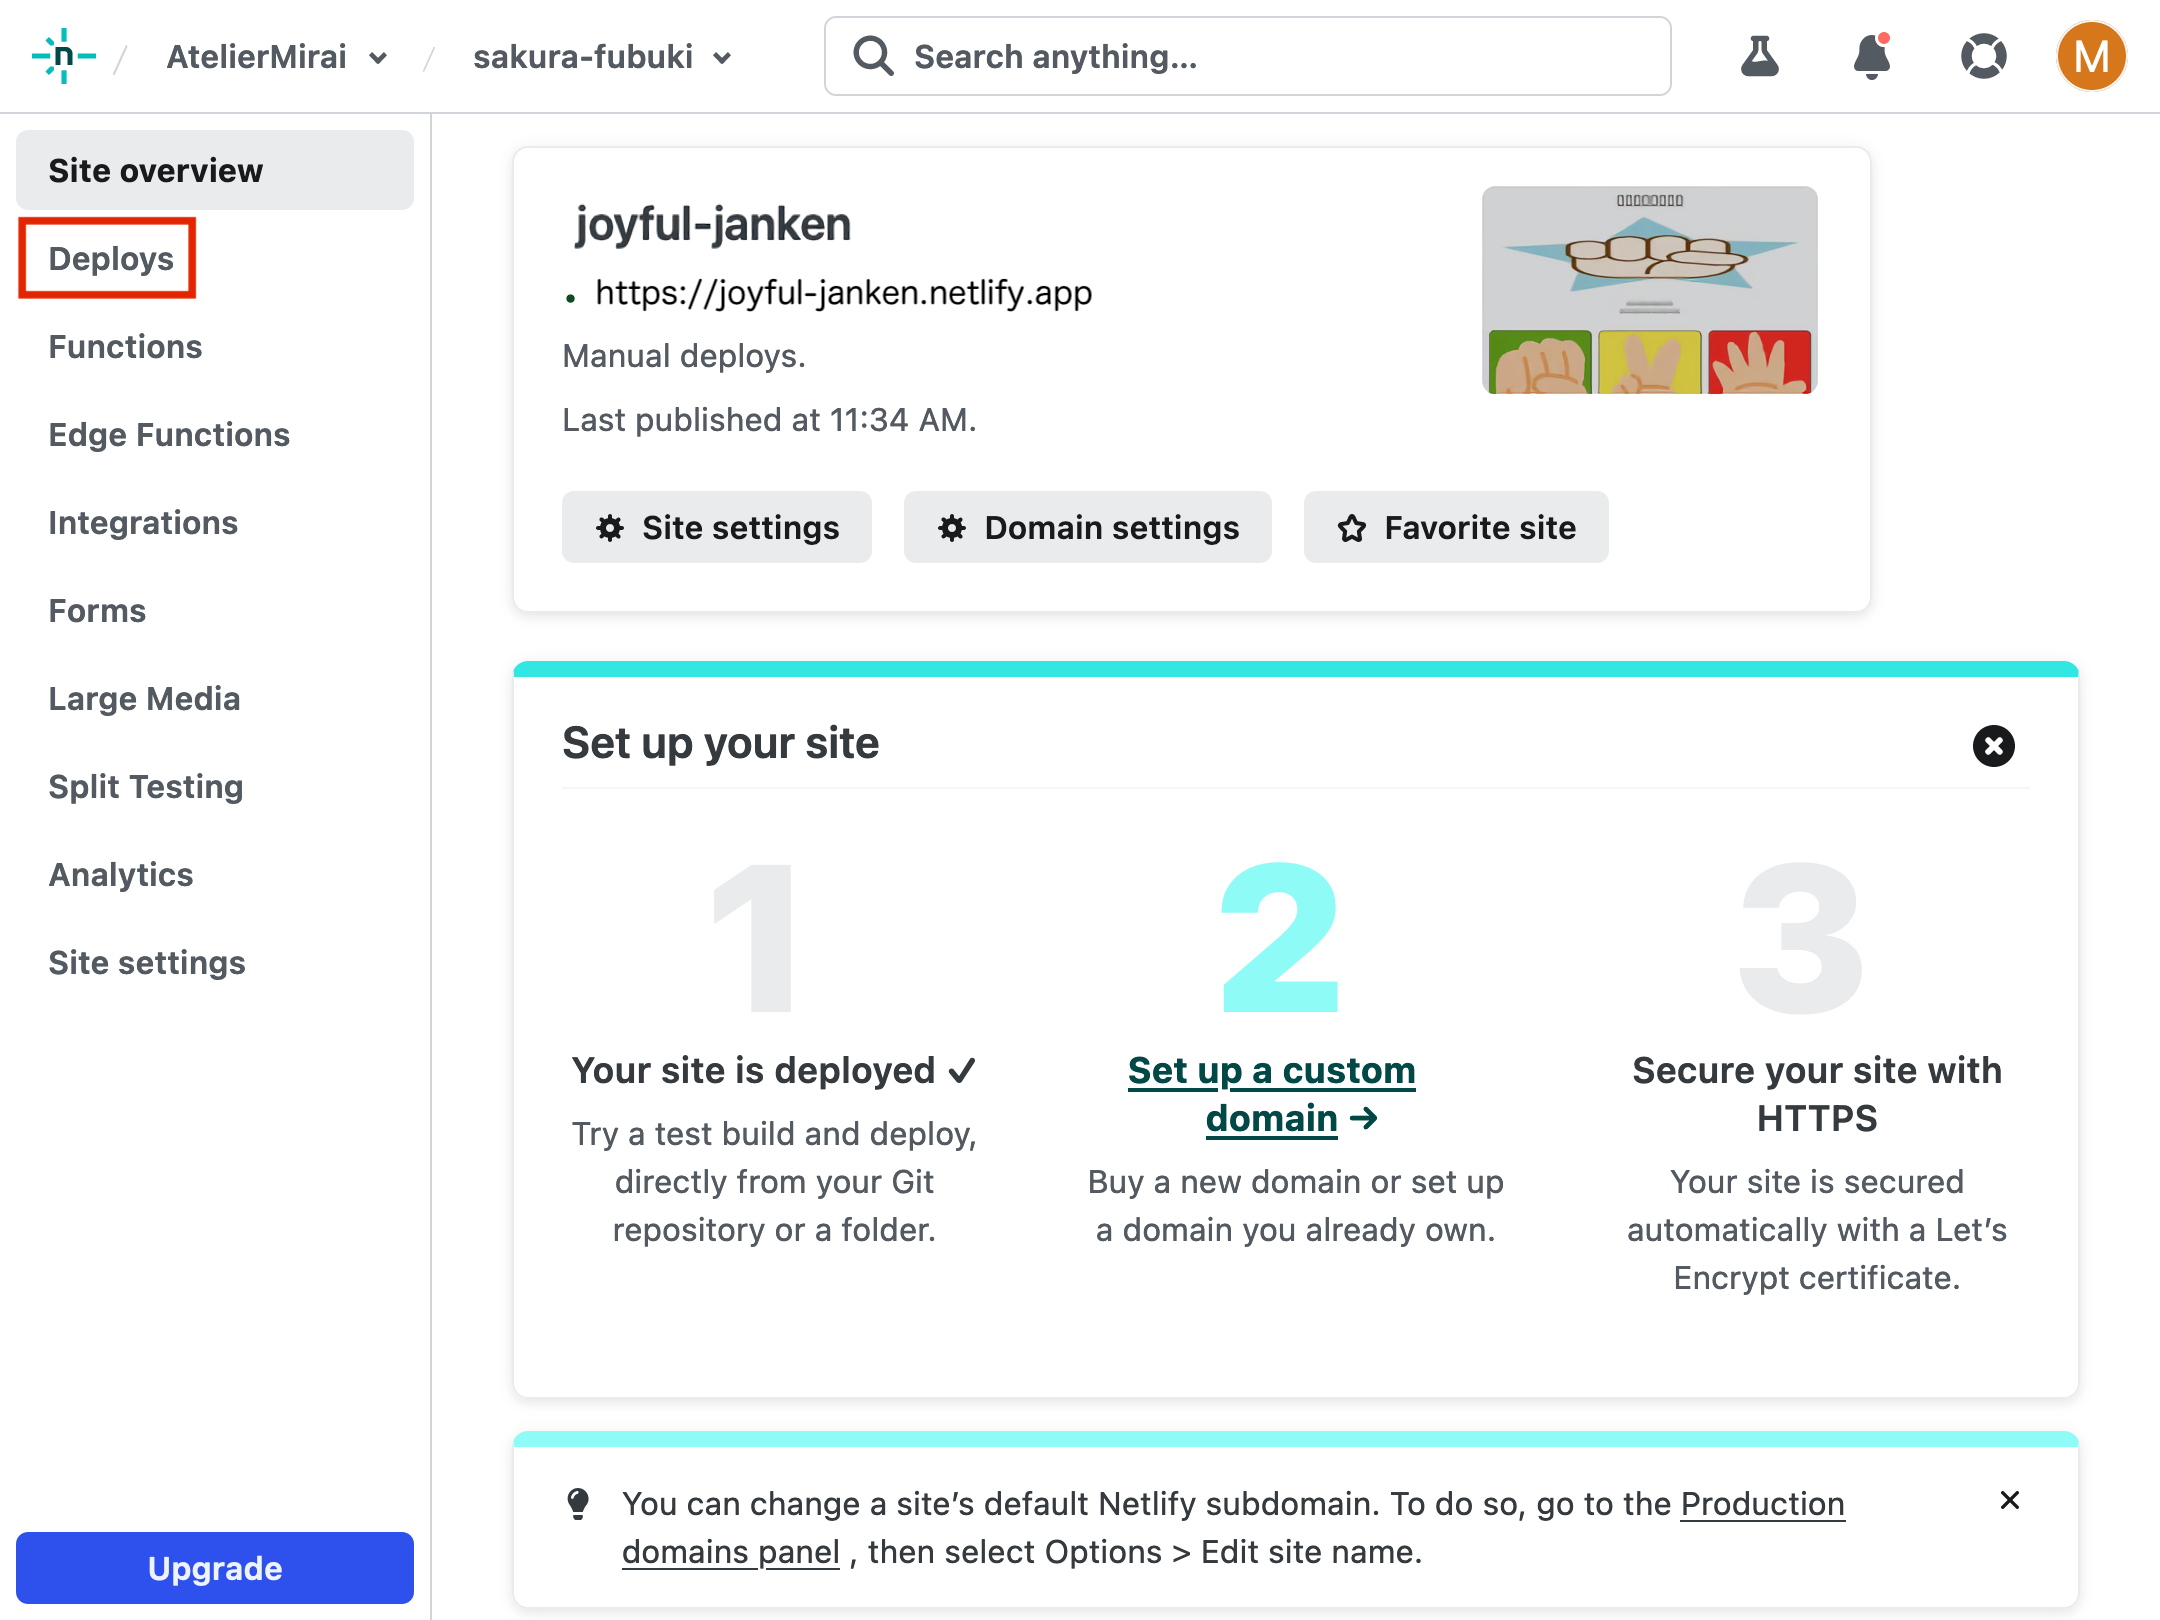 n
AtelierMirai
sakura-fubuki
Search anything...
M
Site overview
Deploys
Functions
Edge Functions
Integrations
Forms
Large Media
Split Testing
Analytics
Site settings
Upgrade
joyful-janken
https://joyful-janken.netlify.app
Manual deploys.
Last published at 11:34 AM.
Site settings
Domain settings
Favorite site
Set up your site
1
Your site is deployed ✓
Try a test build and deploy,
directly from your Git
repository or a folder.
2
Set up a custom
domain →
Buy a new domain or set up
a domain you already own.
3
Secure your site with
HTTPS
Your site is secured
automatically with a Let’s
Encrypt certificate.
You can change a site’s default Netlify subdomain. To do so, go to the Production
domains panel , then select Options > Edit site name.